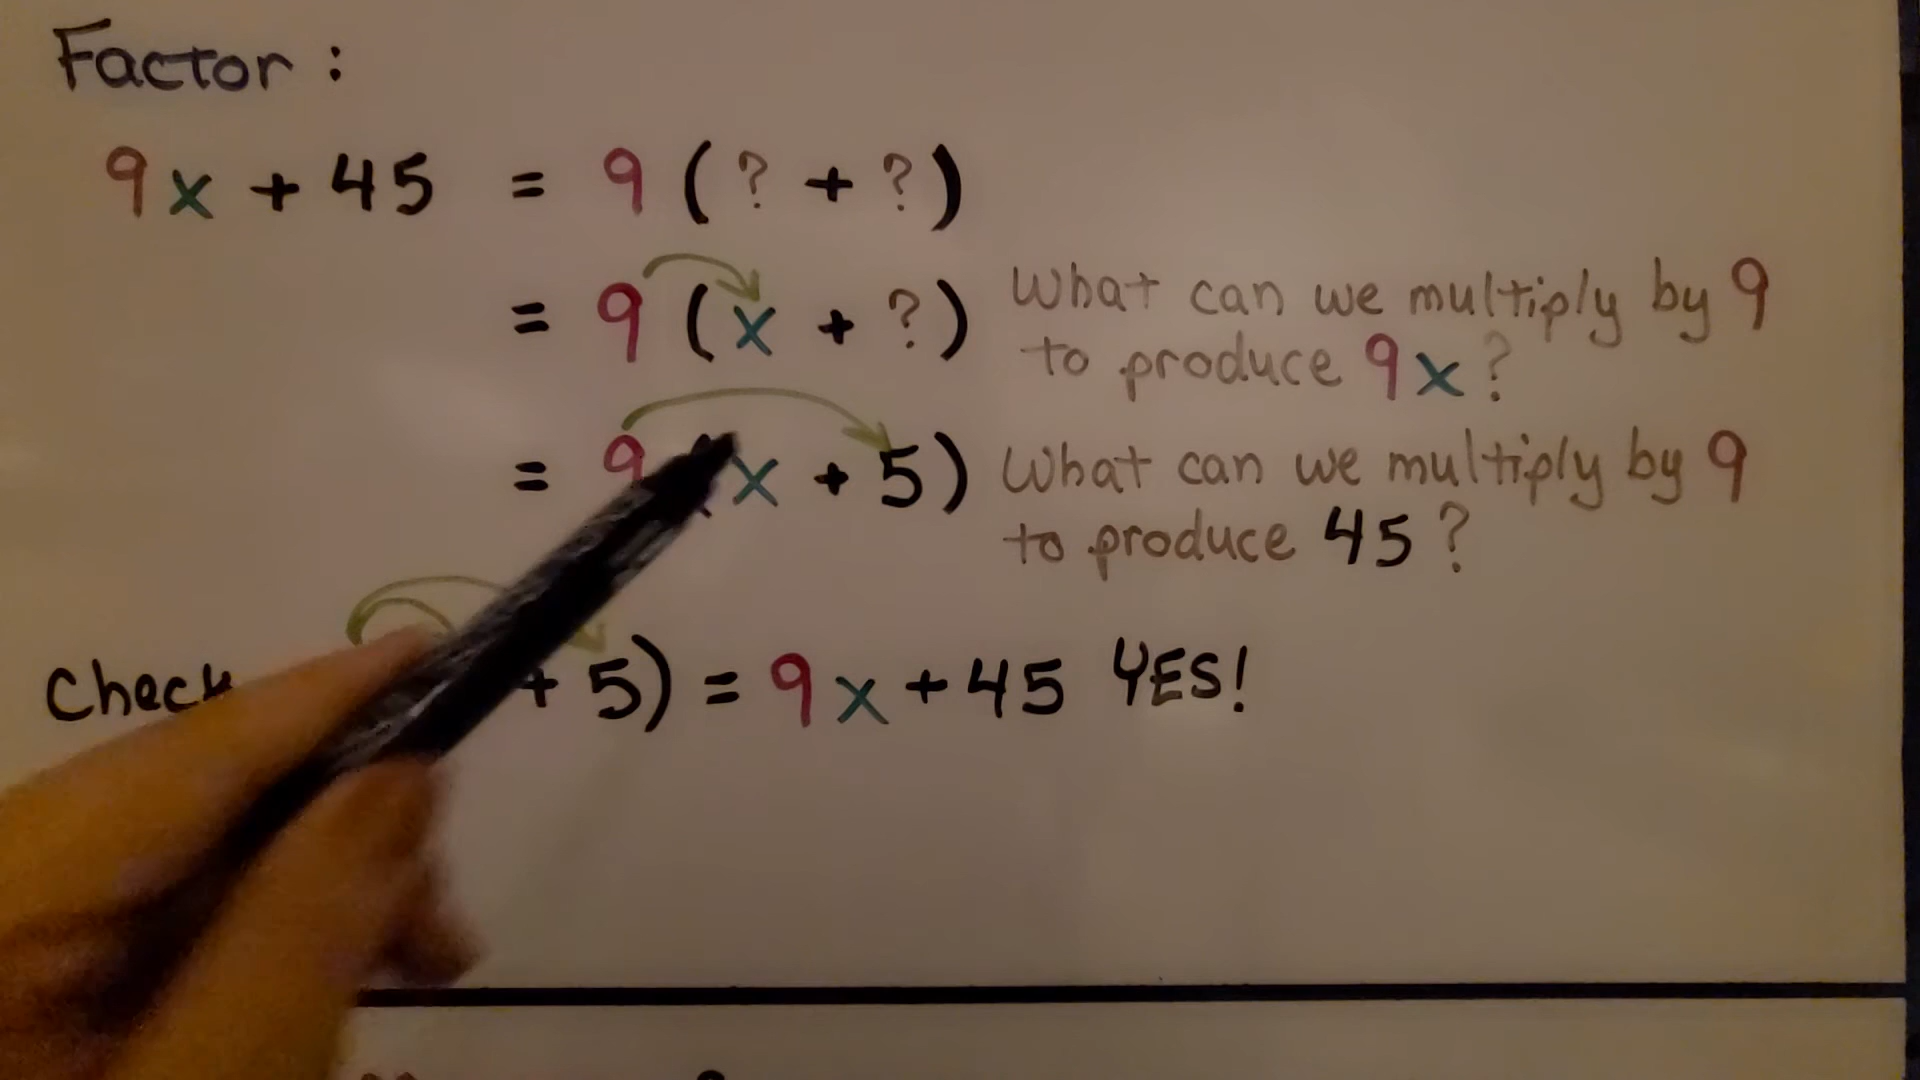 Factor :
9x + 45 = 9 ( ? + ? )
= 9 ( x + ? ) What can we multiply by 9
to produce 9x ?
= 9 ( x + 5 ) What can we multiply by 9
to produce 45 ?
Check + 5 ) = 9x + 45 YES!